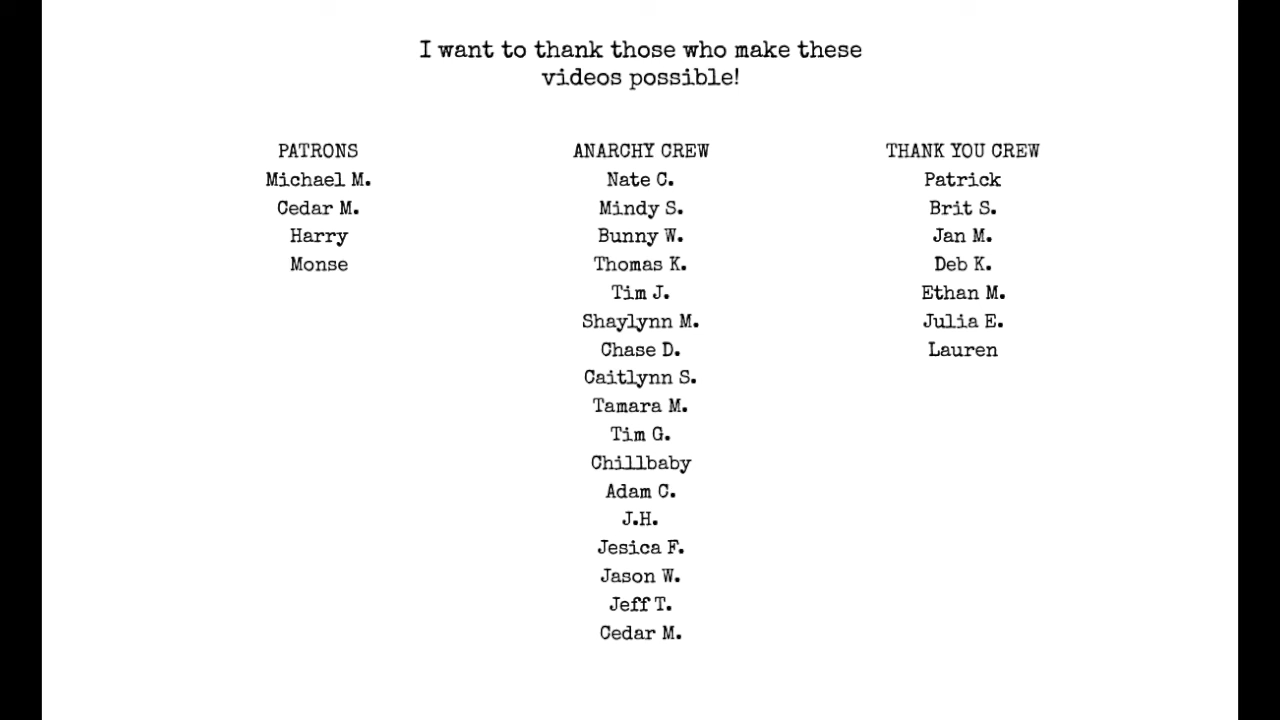 I want to thank those who make these
videos possible!
PATRONS
Michael M.
Cedar M.
Harry
Monse
ANARCHY CREW
Nate C.
Mindy S.
Bunny W.
Thomas K.
Tim J.
Shaylynn M.
Chase D.
Caitlynn S.
Tamara M.
Tim G.
Chillbaby
Adam C.
J.H.
Jesica F.
Jason W.
Jeff T.
Cedar M.
THANK YOU CREW
Patrick
Brit S.
Jan M.
Deb K.
Ethan M.
Julia E.
Lauren